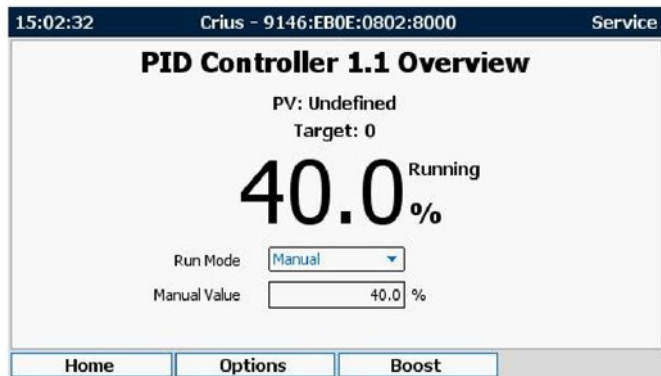 15:02:32 Crius - 9146:EB0E:0802:8000 Service
PID Controller 1.1 Overview
PV: Undefined
Target: 0
40.0 % Running
Run Mode Manual
Manual Value 40.0 %
Home Options Boost